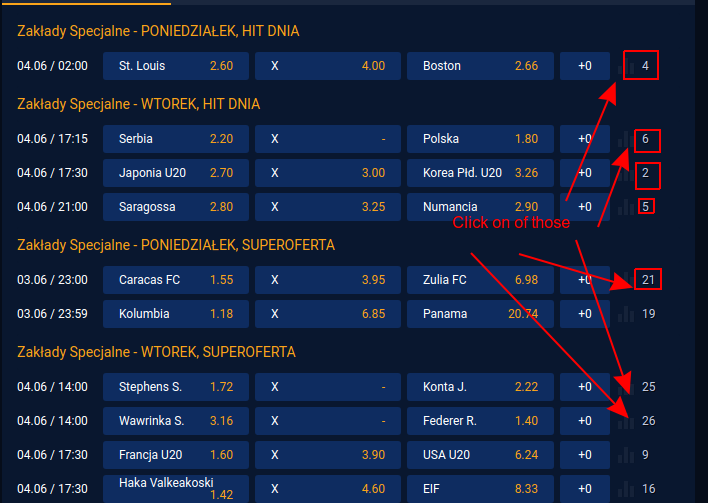 Zakłady Specjalne - PONIEDZIAŁEK, HIT DNIA
04.06 / 02:00 St. Louis 2.60 X 4.00 Boston 2.66 +0 4
Zakłady Specjalne - WTOREK, HIT DNIA
04.06 / 17:15 Serbia 2.20 X - Polska 1.80 +0 6
04.06 / 17:30 Japonia U20 2.70 X 3.00 Korea Płd. U20 3.26 +0 2
04.06 / 21:00 Saragossa 2.80 X 3.25 Numancia 2.90 +0 5
Click on of those
Zakłady Specjalne - PONIEDZIAŁEK, SUPEROFERTA
03.06 / 23:00 Caracas FC 1.55 X 3.95 Zulia FC 6.98 +0 21
03.06 / 23:59 Kolumbia 1.18 X 6.85 Panama 20.74 +0 19
Zakłady Specjalne - WTOREK, SUPEROFERTA
04.06 / 14:00 Stephens S. 1.72 X - Konta J. 2.22 +0 25
04.06 / 14:00 Wawrinka S. 3.16 X - Federer R. 1.40 +0 26
04.06 / 17:30 Francja U20 1.60 X 3.90 USA U20 6.24 +0 9
04.06 / 17:30 Haka Valkeakoski 1.42 X 4.60 EIF 8.33 +0 16